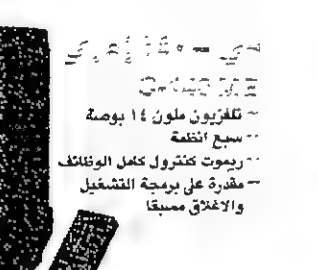 - تلفزيون ملون ١٤ بوصة
- سبع انظمة
- ريموت كنترول كامل الوظائف
- مقدرة على برمجة التشغيل
والاغلاق مسبقا